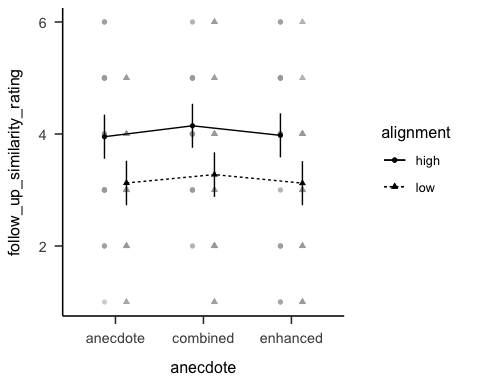 6
4
2
follow_up_similarity_rating
anecdote combined enhanced
anecdote
alignment
high
low